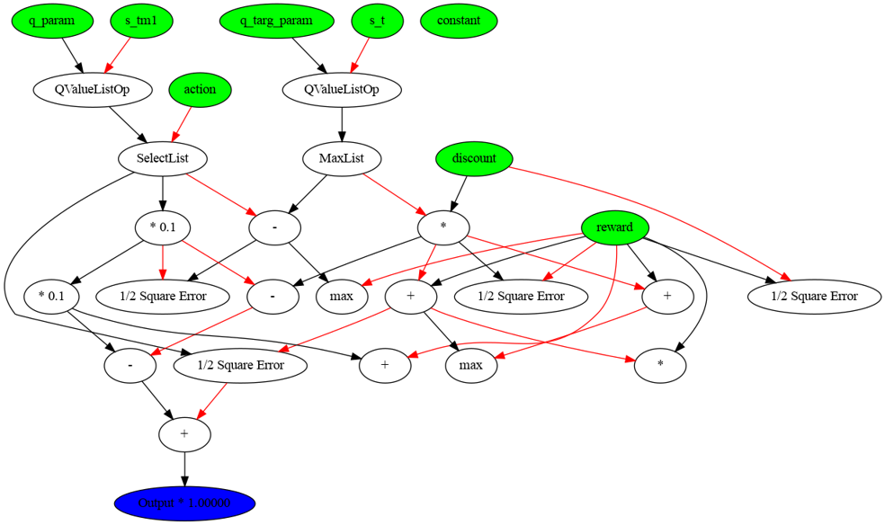 q_param
s_tm1
q_targ_param
s_t
constant
QValueListOp
action
QValueListOp
SelectList
MaxList
discount
* 0.1
-
*
reward
* 0.1
1/2 Square Error
-
max
+
1/2 Square Error
+
1/2 Square Error
-
1/2 Square Error
+
max
*
+
Output * 1.00000